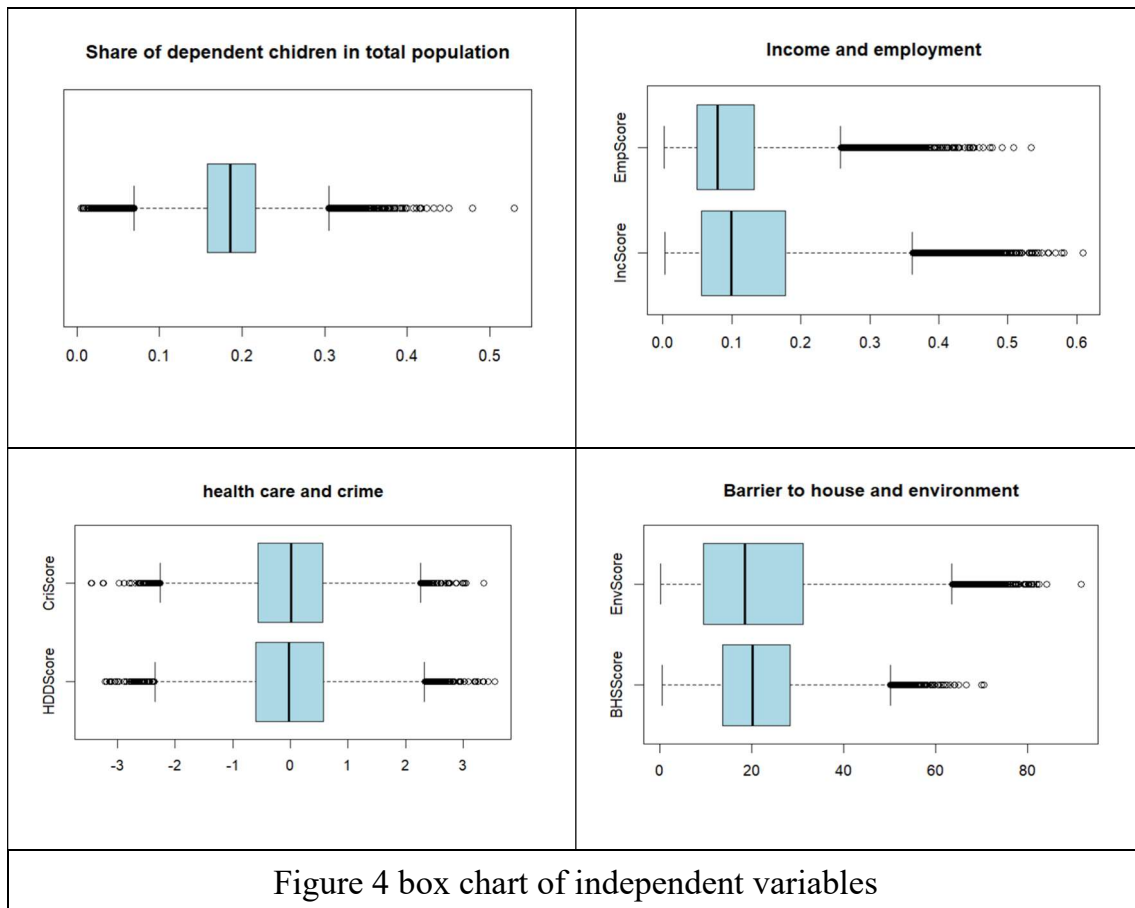 Share of dependent chidren in total population
0.0 0.1 0.2 0.3 0.4 0.5
Income and employment
EmpScore
IncScore
0.0 0.1 0.2 0.3 0.4 0.5 0.6
health care and crime
CriScore
HDDScore
-3 -2 -1 0 1 2 3
Barrier to house and environment
EnvScore
BHSScore
0 20 40 60 80
Figure 4 box chart of independent variables